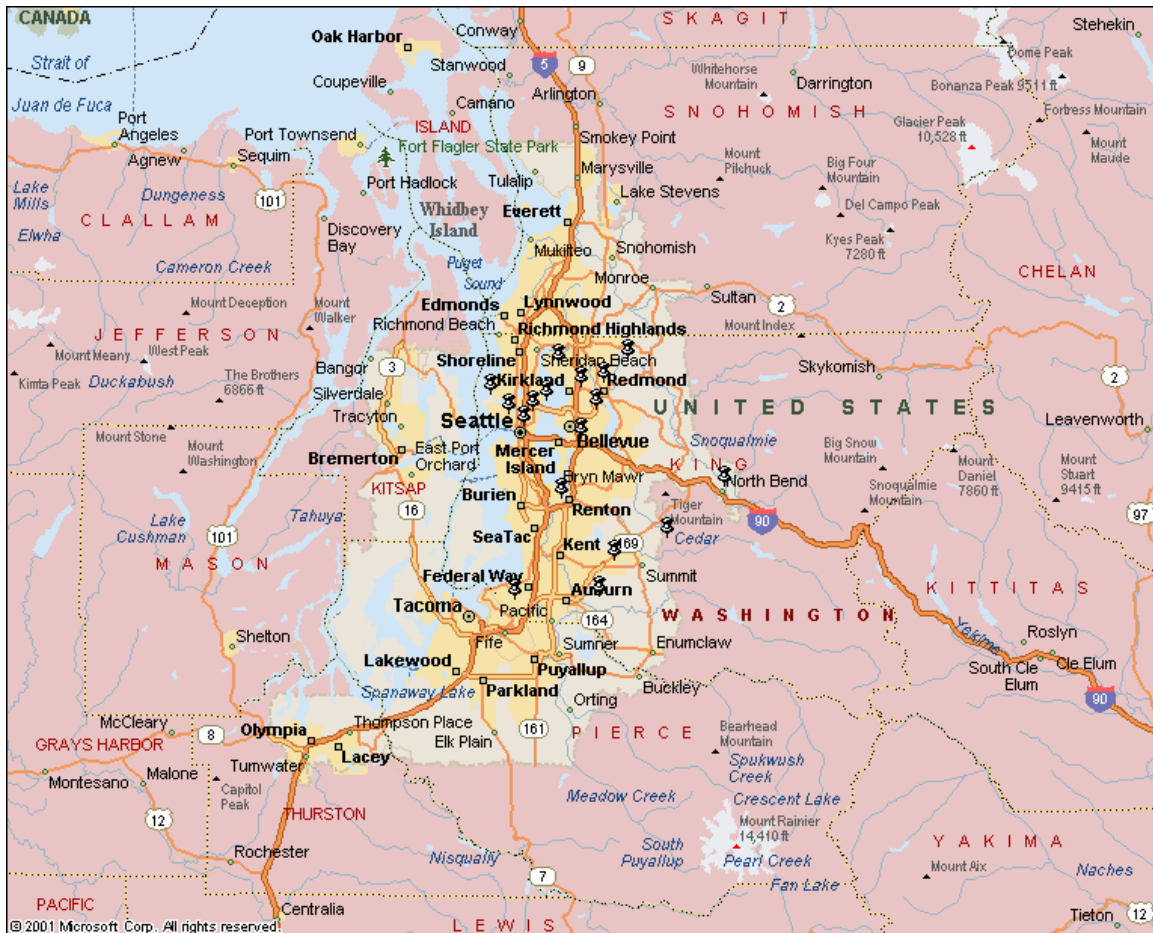 CANADA
Strait of
Juan de Fuca
Oak Harbor
Coupeville
Conway
Stanwood
Camano
ISLAND
5
9
Arlington
SKAGIT
Whitehorse
Mountain
Darrington
SNOHOMISH
Stehekin
Dome Peak
Bonanza Peak 9511 ft
Fortress Mountain
Glacier Peak
10,528 ft
Mount
Maude
Port
Angeles
Agnew
Port Townsend
Sequim
Fort Flagler State Park
Smokey Point
Marysville
Mount
Pilchuck
Big Four
Mountain
Del Campo Peak
Kyes Peak
7280 ft
Lake
Mills
Elwha
Dungeness
CLALLAM
101
Port Hadlock
Tulalip
Lake Stevens
Everett
Whidbey
Island
Discovery
Bay
Mukilteo
Snohomish
Cameron Creek
Puget
Sound
Monroe
Sultan
2
CHELAN
Mount Deception
Mount
Walker
Edmonds
Lynnwood
Richmond Beach
Richmond Highlands
Mount Index
JEFFERSON
Mount Meany
West Peak
Kimta Peak
Duckabush
The Brothers
6866 ft
Bangor
3
Shoreline
Sheridan Beach
Skykomish
2
Silverdale
Tracyton
Kirkland
Redmond
UNITED STATES
Leavenworth
Mount Stone
Mount
Washington
Seattle
Bellevue
Snoqualmie
Big Snow
Mountain
Mount
Daniel
7860 ft
Mount
Stuart
9415 ft
Bremerton
East Port
Orchard
Mercer
Island
KING
KITSAP
Bryn Mawr
North Bend
Snoqualmie
Mountain
16
Burien
Renton
Tiger
Mountain
90
97
Lake
Cushman
Tahuya
101
SeaTac
Cedar
MASON
Kent
169
Summit
KITTITAS
Federal Way
Auburn
Tacoma
Pacific
164
WASHINGTON
Yakima
Roslyn
Shelton
Fife
Sumner
Enumclaw
South Cle
Elum
Cle Elum
Lakewood
Puyallup
Spanaway Lake
Parkland
Buckley
90
Orting
McCleary
8
Olympia
Thompson Place
Elk Plain
161
PIERCE
Bearhead
Mountain
GRAYS HARBOR
Lacey
Tumwater
Spukwush
Creek
Montesano
Malone
Capitol
Peak
Meadow Creek
Crescent Lake
THURSTON
12
Mount Rainier
14,410 ft
YAKIMA
Rochester
Nisqually
South
Puyallup
Pearl Creek
Mount Aix
Naches
7
Fan Lake
PACIFIC
Centralia
LEWIS
Tieton
12
© 2001 Microsoft Corp. All rights reserved.